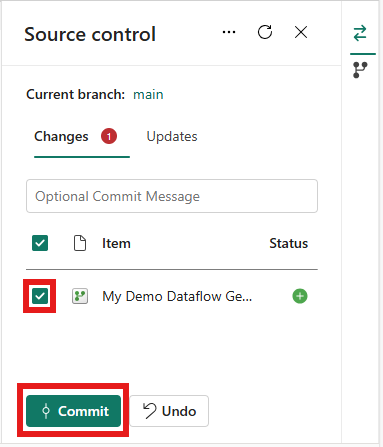 Source control
Current branch: main
Changes 1 Updates
Optional Commit Message
Item Status
My Demo Dataflow Ge...
Commit Undo